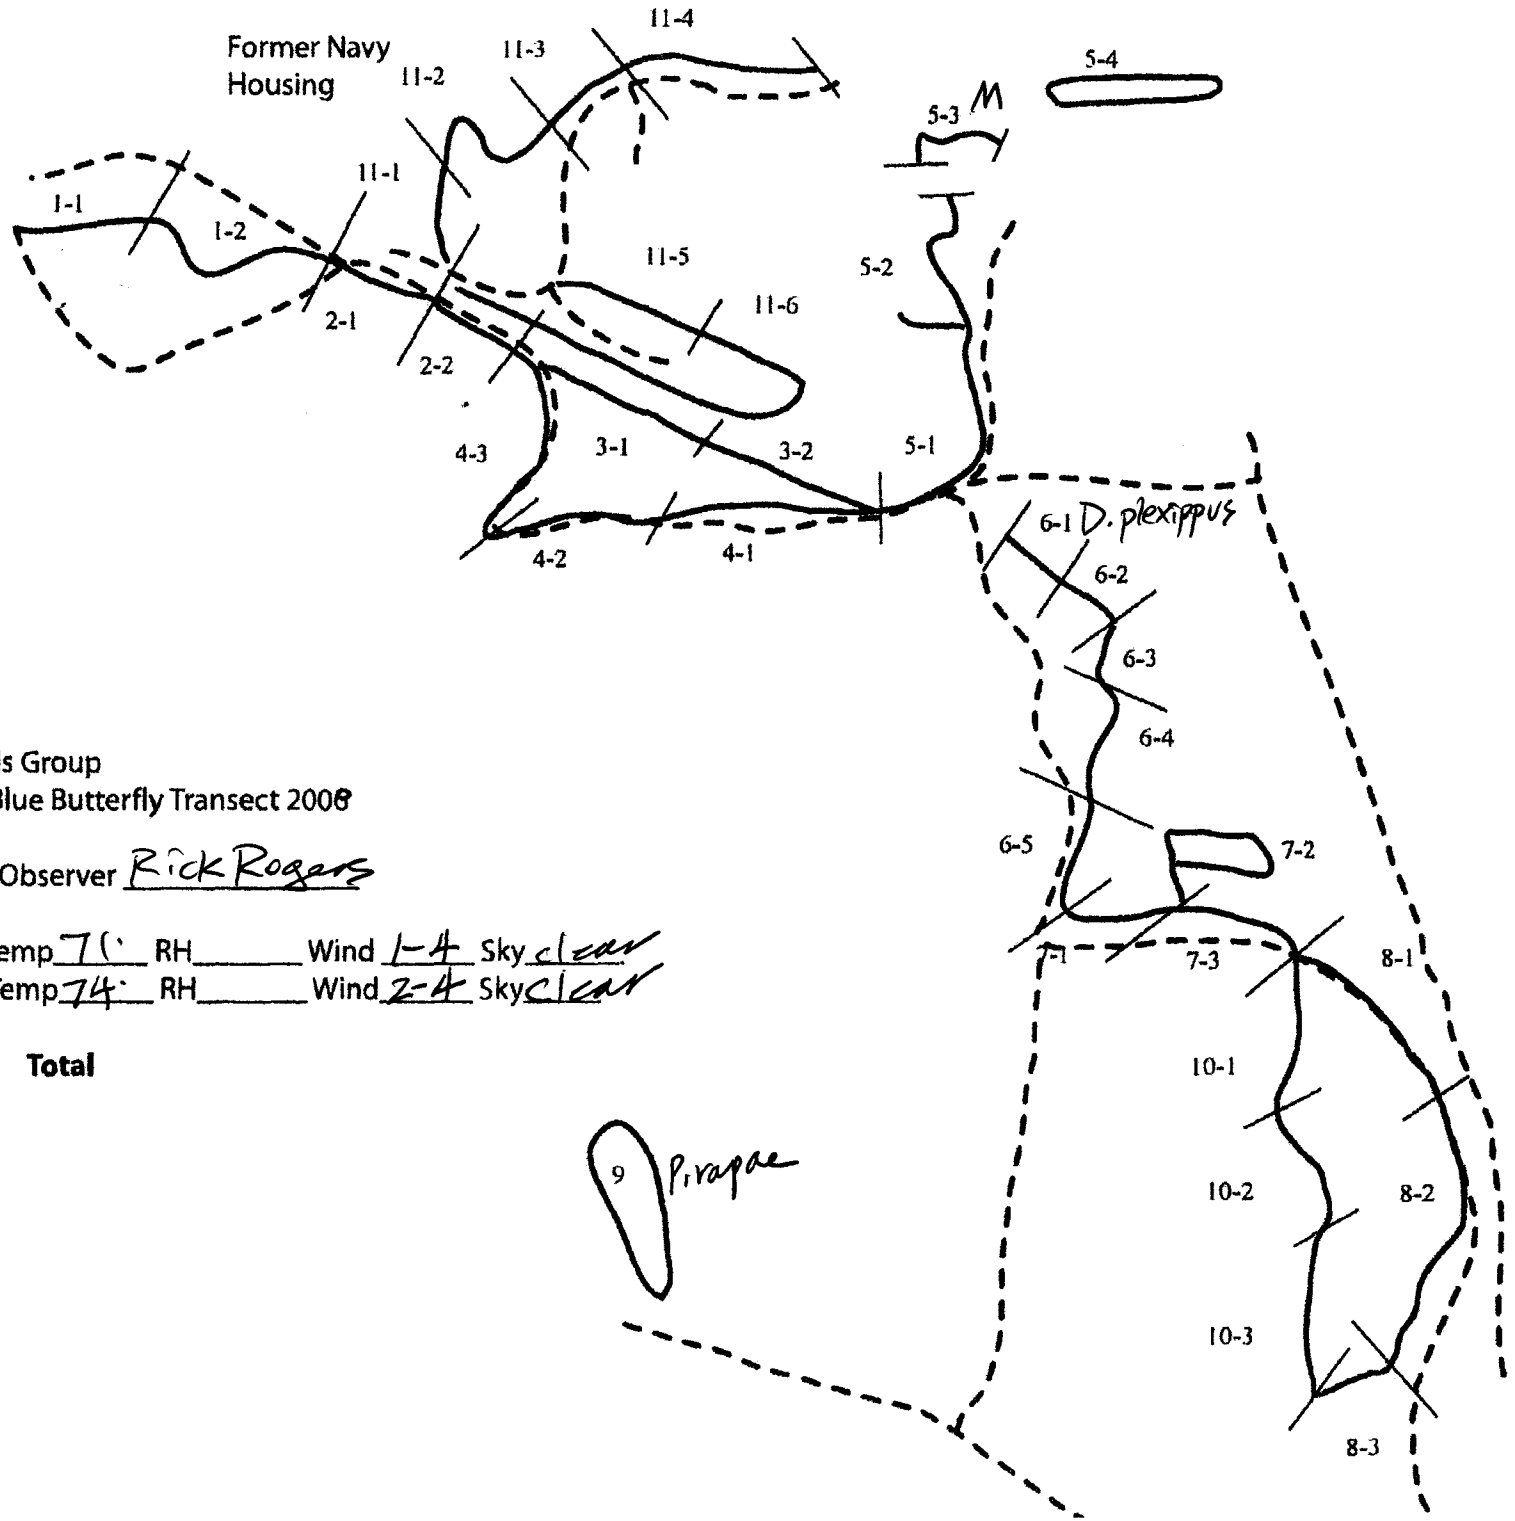 11-4
Former Navy
Housing
11-3
11-2
5-4
5-3 M
11-1
1-1
1-2
11-5
5-2
11-6
2-1
2-2
4-3
3-1
3-2
5-1
6-1 D. plexippus
4-2
4-1
6-2
6-3
6-4
6-5
7-2
ls Group
Blue Butterfly Transect 2008
Observer Rick Rogers
emp 71° RH Wind 1-4 Sky clear
Temp 74° RH Wind 2-4 Sky clear
7-1
7-3
8-1
Total
10-1
9 P. rapae
10-2
8-2
10-3
8-3